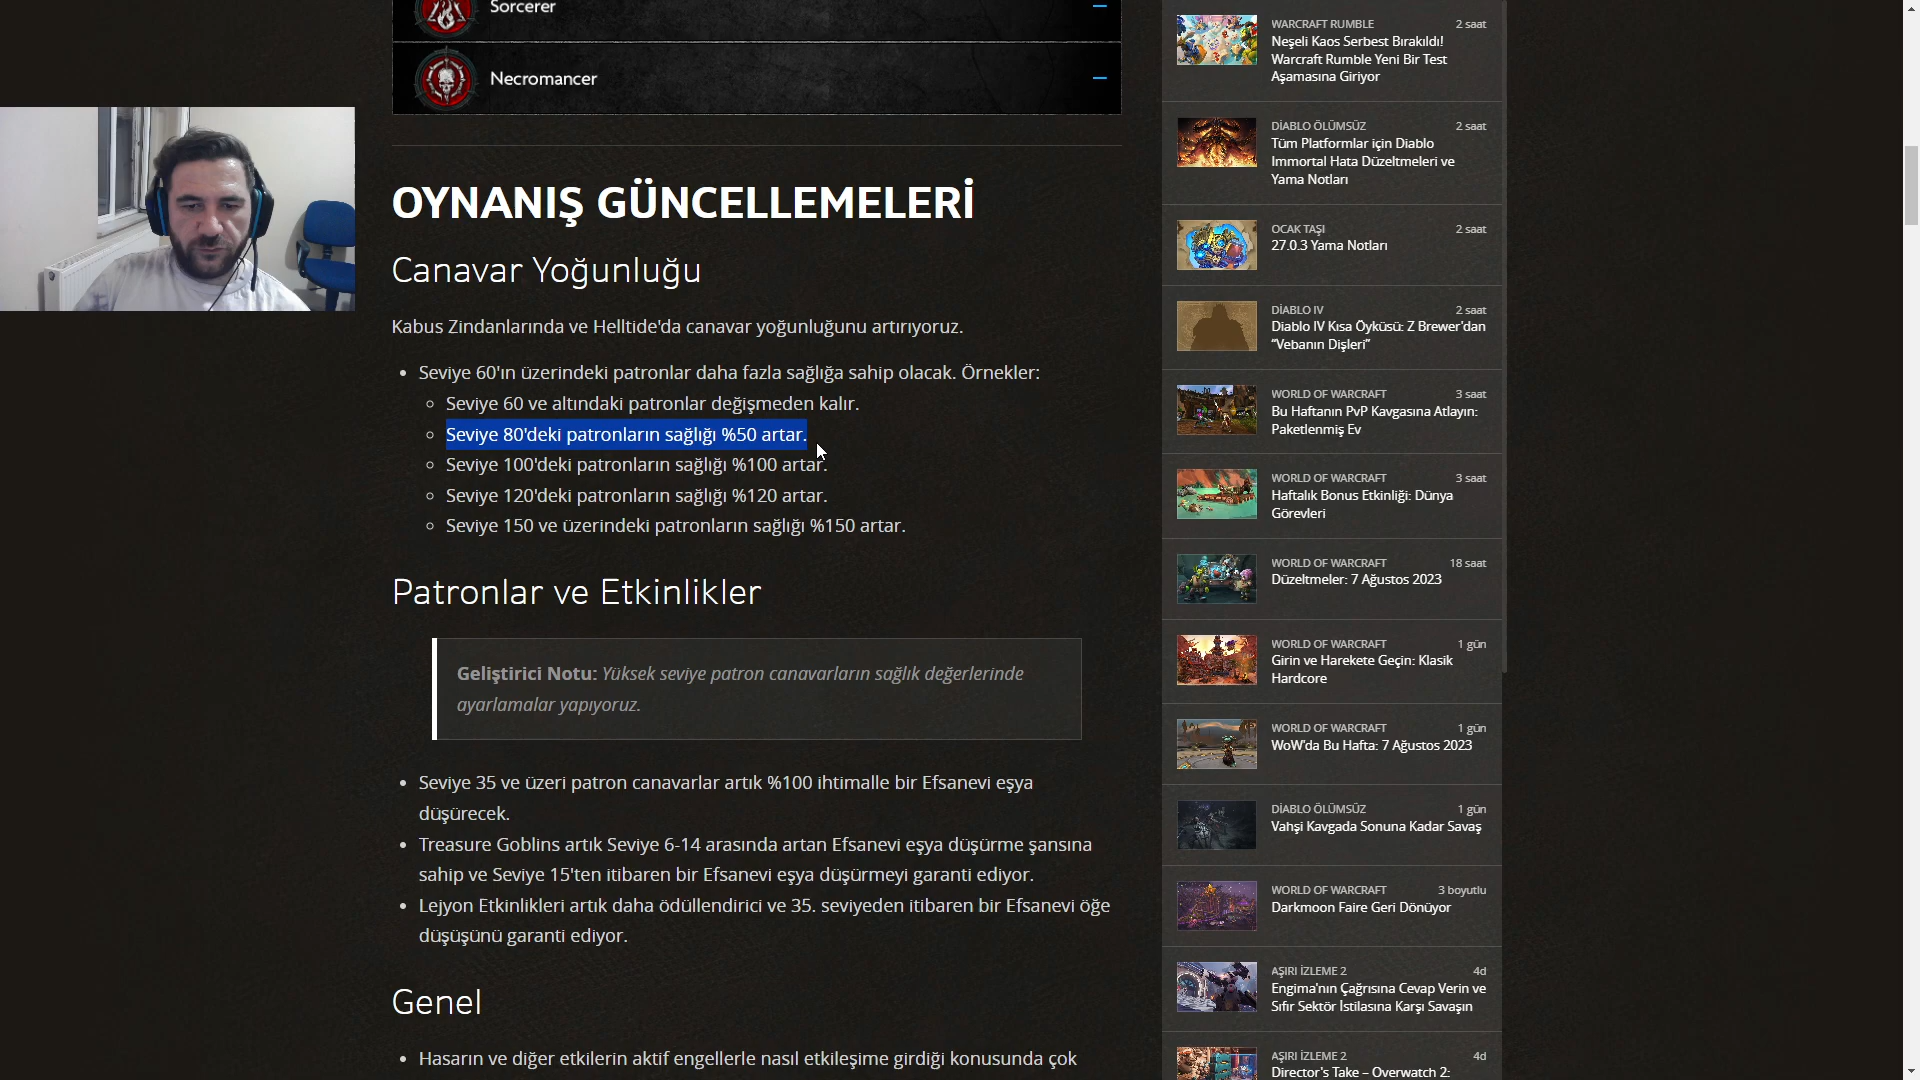 Sorcerer
Necromancer
OYNANIŞ GÜNCELLEMELERİ
Canavar Yoğunluğu
Kabus Zindanlarında ve Helltide'da canavar yoğunluğunu artırıyoruz.
Seviye 60'ın üzerindeki patronlar daha fazla sağlığa sahip olacak. Örnekler:
Seviye 60 ve altındaki patronlar değişmeden kalır.
Seviye 80'deki patronların sağlığı %50 artar.
Seviye 100'deki patronların sağlığı %100 artar.
Seviye 120'deki patronların sağlığı %120 artar.
Seviye 150 ve üzerindeki patronların sağlığı %150 artar.
Patronlar ve Etkinlikler
Geliştirici Notu: Yüksek seviye patron canavarların sağlık değerlerinde
ayarlamalar yapıyoruz.
Seviye 35 ve üzeri patron canavarlar artık %100 ihtimalle bir Efsanevi eşya
düşürecek.
Treasure Goblins artık Seviye 6-14 arasında artan Efsanevi eşya düşürme şansına
sahip ve Seviye 15'ten itibaren bir Efsanevi eşya düşürmeyi garanti ediyor.
Lejyon Etkinlikleri artık daha ödüllendirici ve 35. seviyeden itibaren bir Efsanevi öğe
düşüşünü garanti ediyor.
Genel
Hasarın ve diğer etkilerin aktif engellerle nasıl etkileşime girdiği konusunda çok
WARCRAFT RUMBLE 2 saat
Neşeli Kaos Serbest Bırakıldı!
Warcraft Rumble Yeni Bir Test
Aşamasına Giriyor
DİABLO ÖLÜMSÜZ 2 saat
Tüm Platformlar için Diablo
Immortal Hata Düzeltmeleri ve
Yama Notları
OCAK TAŞI 2 saat
27.0.3 Yama Notları
DİABLO IV 2 saat
Diablo IV Kısa Öyküsü: Z Brewer'dan
“Vebanın Dişleri”
WORLD OF WARCRAFT 3 saat
Bu Haftanın PvP Kavgasına Atlayın:
Paketlenmiş Ev
WORLD OF WARCRAFT 3 saat
Haftalık Bonus Etkinliği: Dünya
Görevleri
WORLD OF WARCRAFT 18 saat
Düzeltmeler: 7 Ağustos 2023
WORLD OF WARCRAFT 1 gün
Girin ve Harekete Geçin: Klasik
Hardcore
WORLD OF WARCRAFT 1 gün
WoW'da Bu Hafta: 7 Ağustos 2023
DİABLO ÖLÜMSÜZ 1 gün
Vahşi Kavgada Sonuna Kadar Savaş
WORLD OF WARCRAFT 3 boyutlu
Darkmoon Faire Geri Dönüyor
AŞIRI İZLEME 2 4d
Engima'nın Çağrısına Cevap Verin ve
Sıfır Sektör İstilasına Karşı Savaşın
AŞIRI İZLEME 2 4d
Director's Take – Overwatch 2: